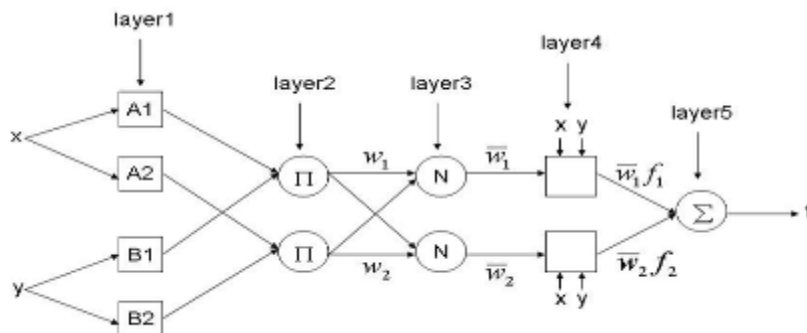 layer1
layer2
layer3
layer4
layer5
x
y
A1
A2
B1
B2
Π
Π
w₁
w₂
N
N
w̅₁
w̅₂
x y
x y
w̅₁f₁
w̅₂f₂
Σ